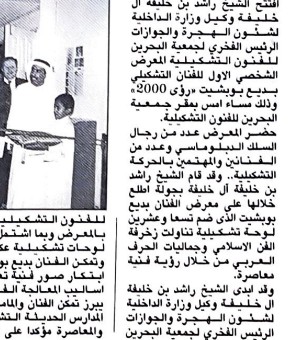 افتتح الشيخ راشد بن خليفة آل
خليفة وكيل وزارة الداخلية
لشئون الهجرة والجوازات
الرئيس الفخري لجمعية البحرين
للفنون التشكيلية المعرض
الشخصي الاول للفنان التشكيلي
بديع بوبشيت «رؤى 2000»
وذلك مساء امس بمقر جمعية
البحرين للفنون التشكيلية.
حضر المعرض عدد من رجال
السلك الدبلوماسي وعدد من
الفنانين والمهتمين بالحركة
التشكيلية.. وقد قام الشيخ راشد
بن خليفة آل خليفة بجولة اطلع
خلالها على معرض الفنان بديع
بوبشيت الذي ضم تسعا وعشرين
لوحة تشكيلية تناولت زخرفة
الفن الاسلامي وجماليات الحرف
العربي من خلال رؤية فنية
معاصرة.
وقد ابدى الشيخ راشد بن خليفة
آل خليفة وكيل وزارة الداخلية
لشئون الهجرة والجوازات
الرئيس الفخري لجمعية البحرين
للفنون التشكيلية
بالمعرض وبما اشتمل
لوحات تشكيلية
وتمكن الفنان بديع
ابتكار صور فنية
اساليب المعالجة
يبرز تمكن الفنان
المدارس الحديثة
والمعاصرة مؤكدا على